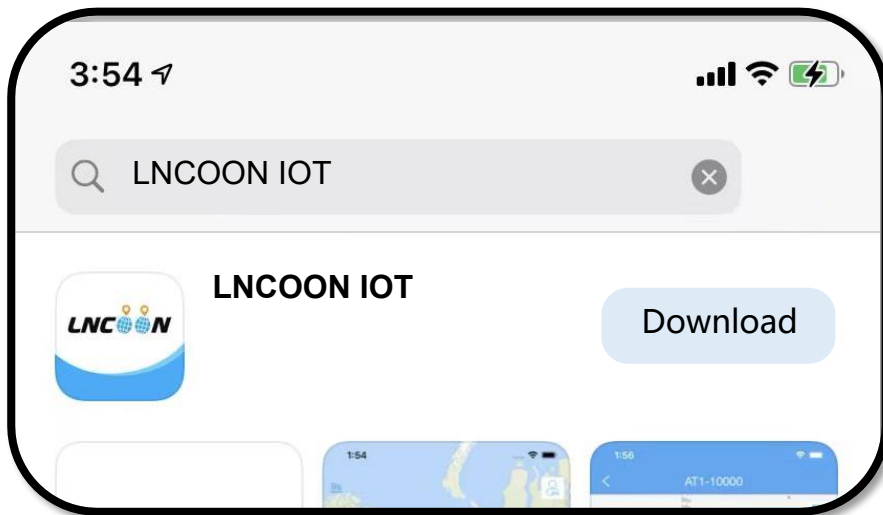 3:54
LNCOON IOT
LNCOON IOT
LNCOON
Download
1:54
1:56
AT1-10000